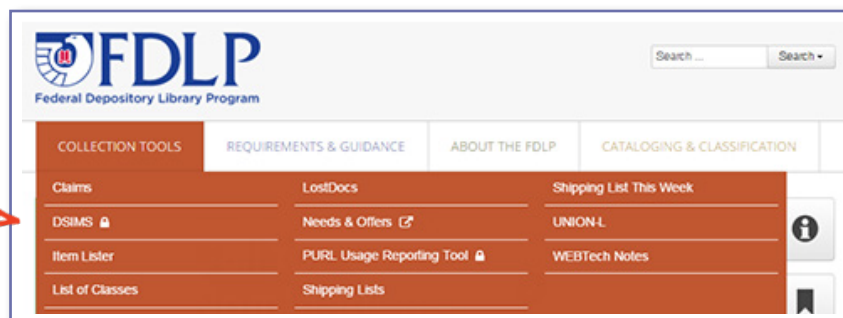 FDLP
Federal Depository Library Program
Search ...
Search
COLLECTION TOOLS
REQUIREMENTS & GUIDANCE
ABOUT THE FDLP
CATALOGING & CLASSIFICATION
Claims
LostDocs
Shipping List This Week
DSIMS
Needs & Offers
UNION-L
Item Lister
PURL Usage Reporting Tool
WEBTech Notes
List of Classes
Shipping Lists